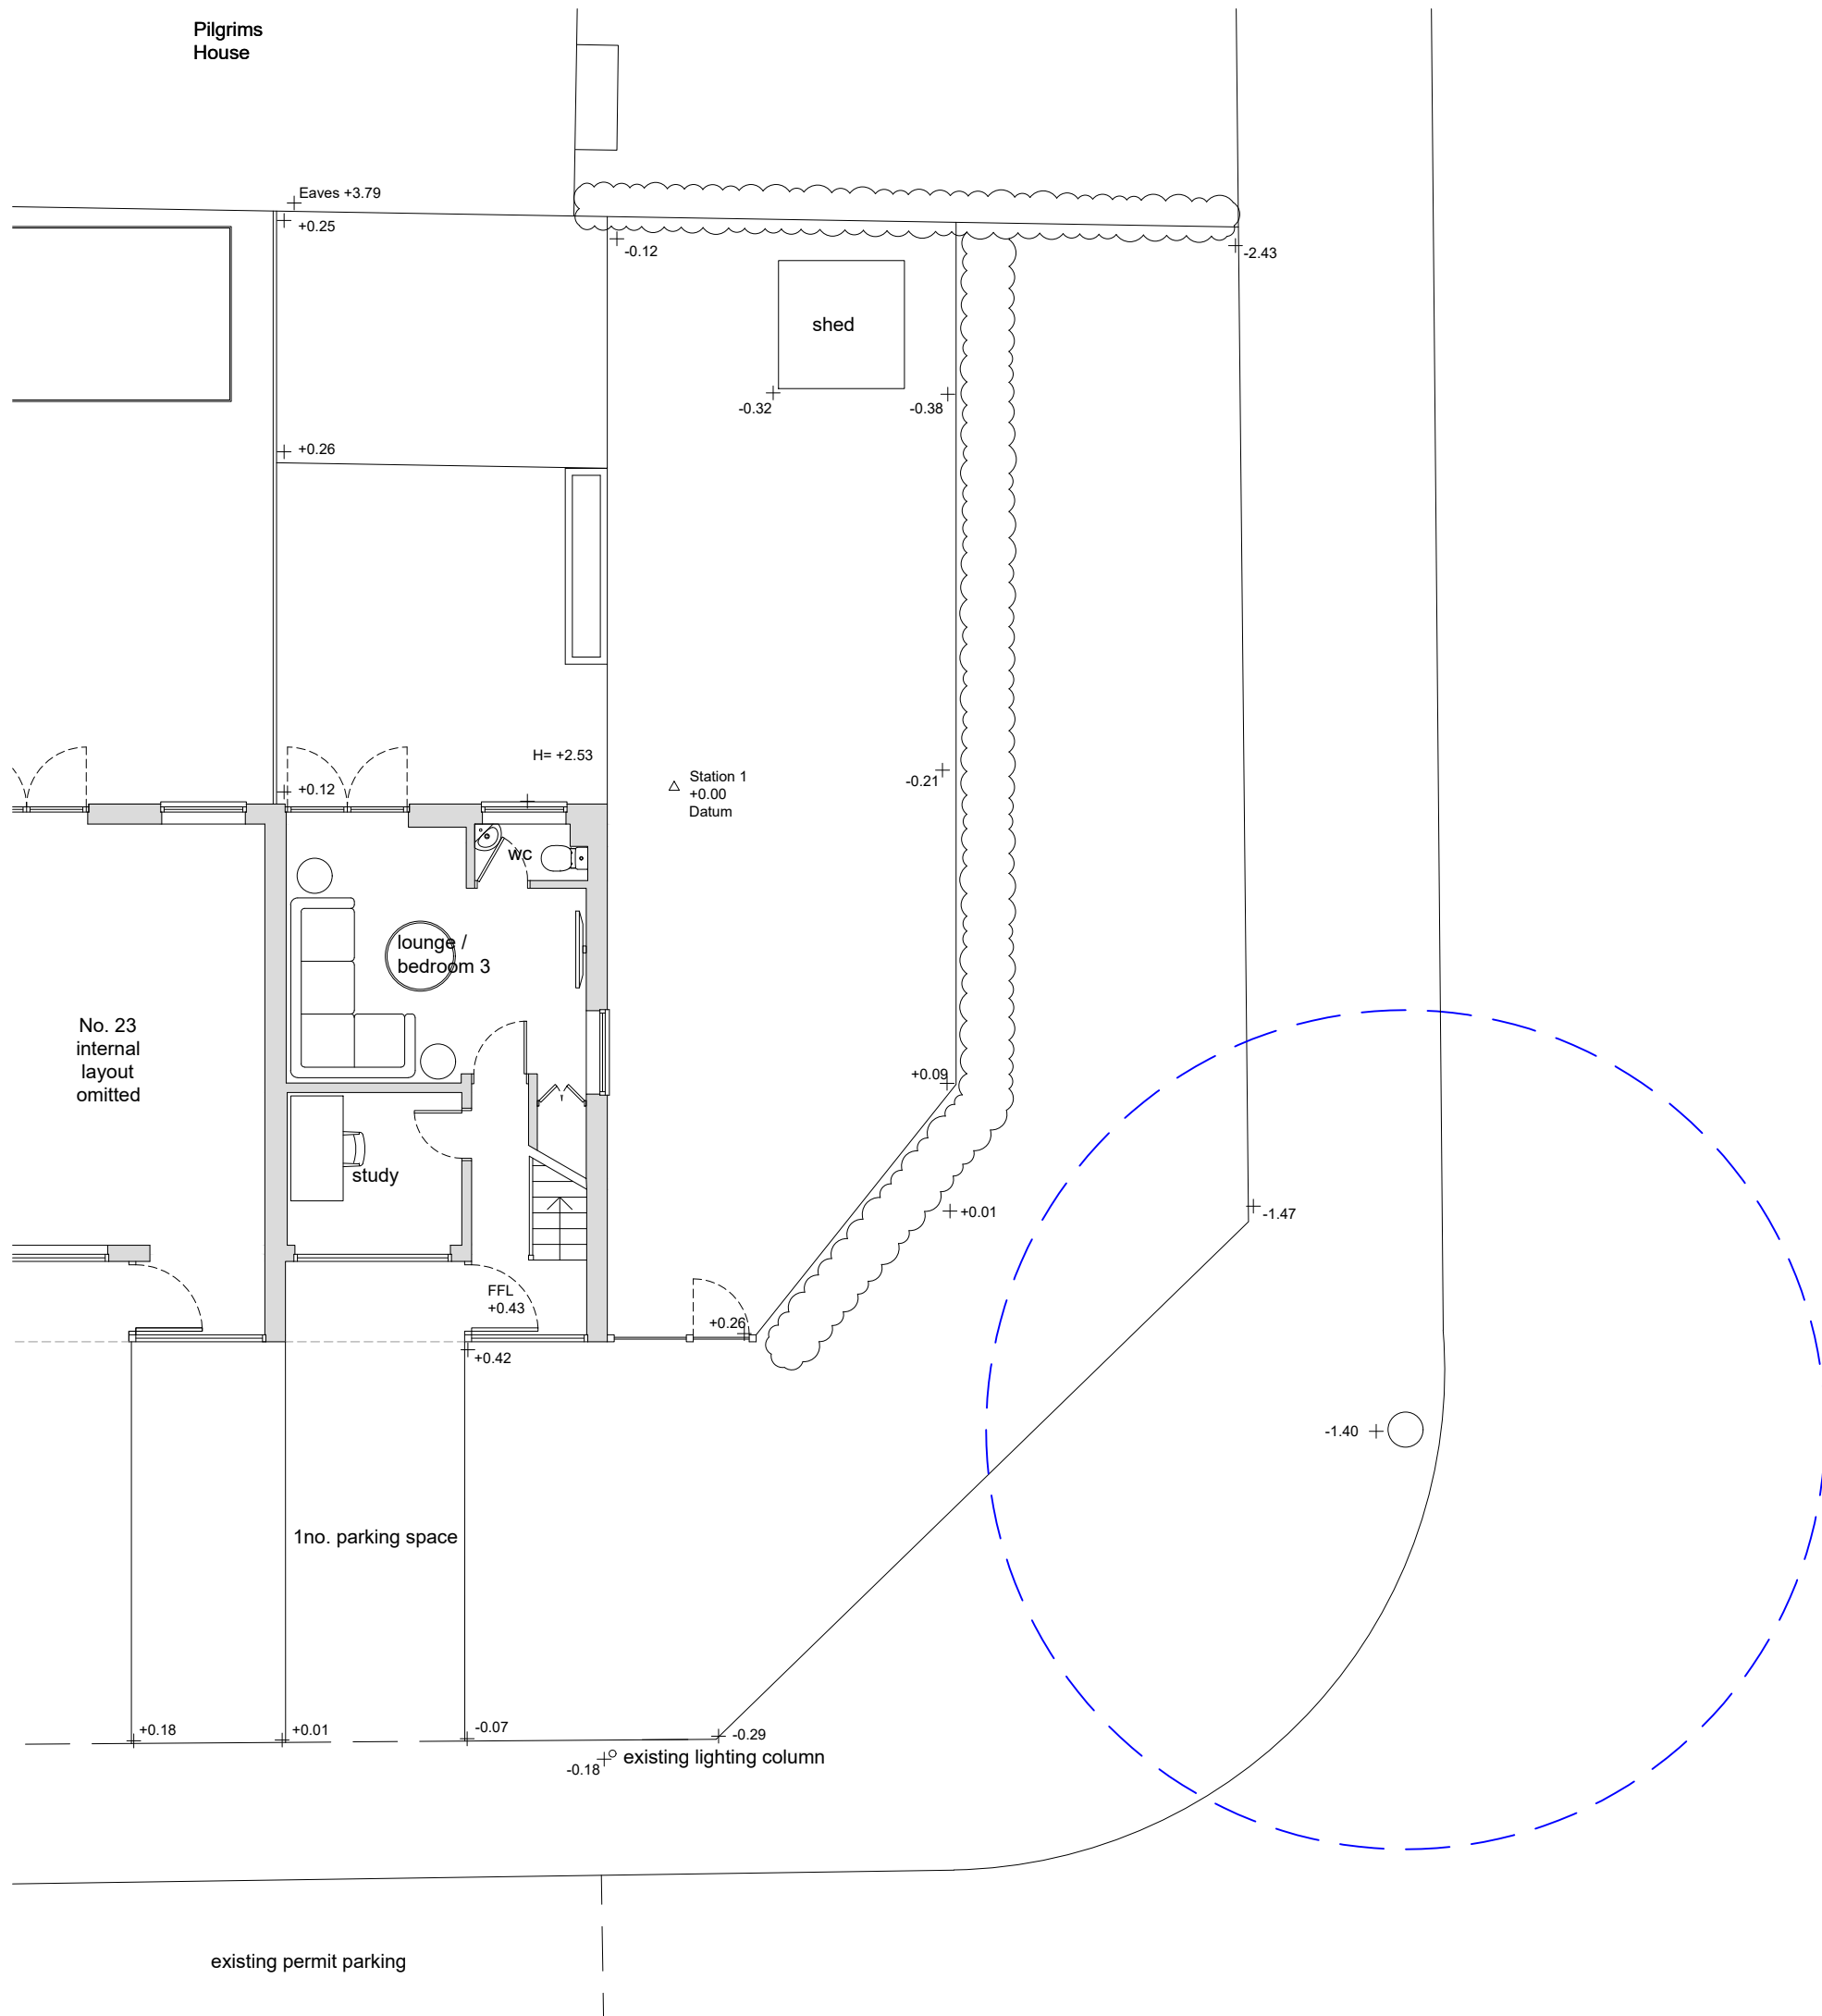 Pilgrims
House
Eaves +3.79
+0.25
-0.12
-2.43
shed
-0.32
-0.38
+0.26
H= +2.53
Station 1
+0.00
Datum
-0.21
+0.12
wc
lounge /
bedroom 3
No. 23
internal
layout
omitted
+0.09
study
+0.01
-1.47
FFL
+0.43
+0.26
+0.42
-1.40
1no. parking space
+0.18
+0.01
-0.07
-0.29
-0.18
existing lighting column
existing permit parking